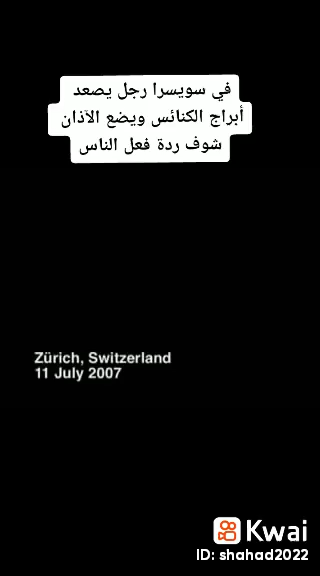 في سويسرا رجل يصعد
أبراج الكنائس ويضع الآذان
شوف ردة فعل الناس
Zürich, Switzerland
11 July 2007
Kwai
ID: shahad2022